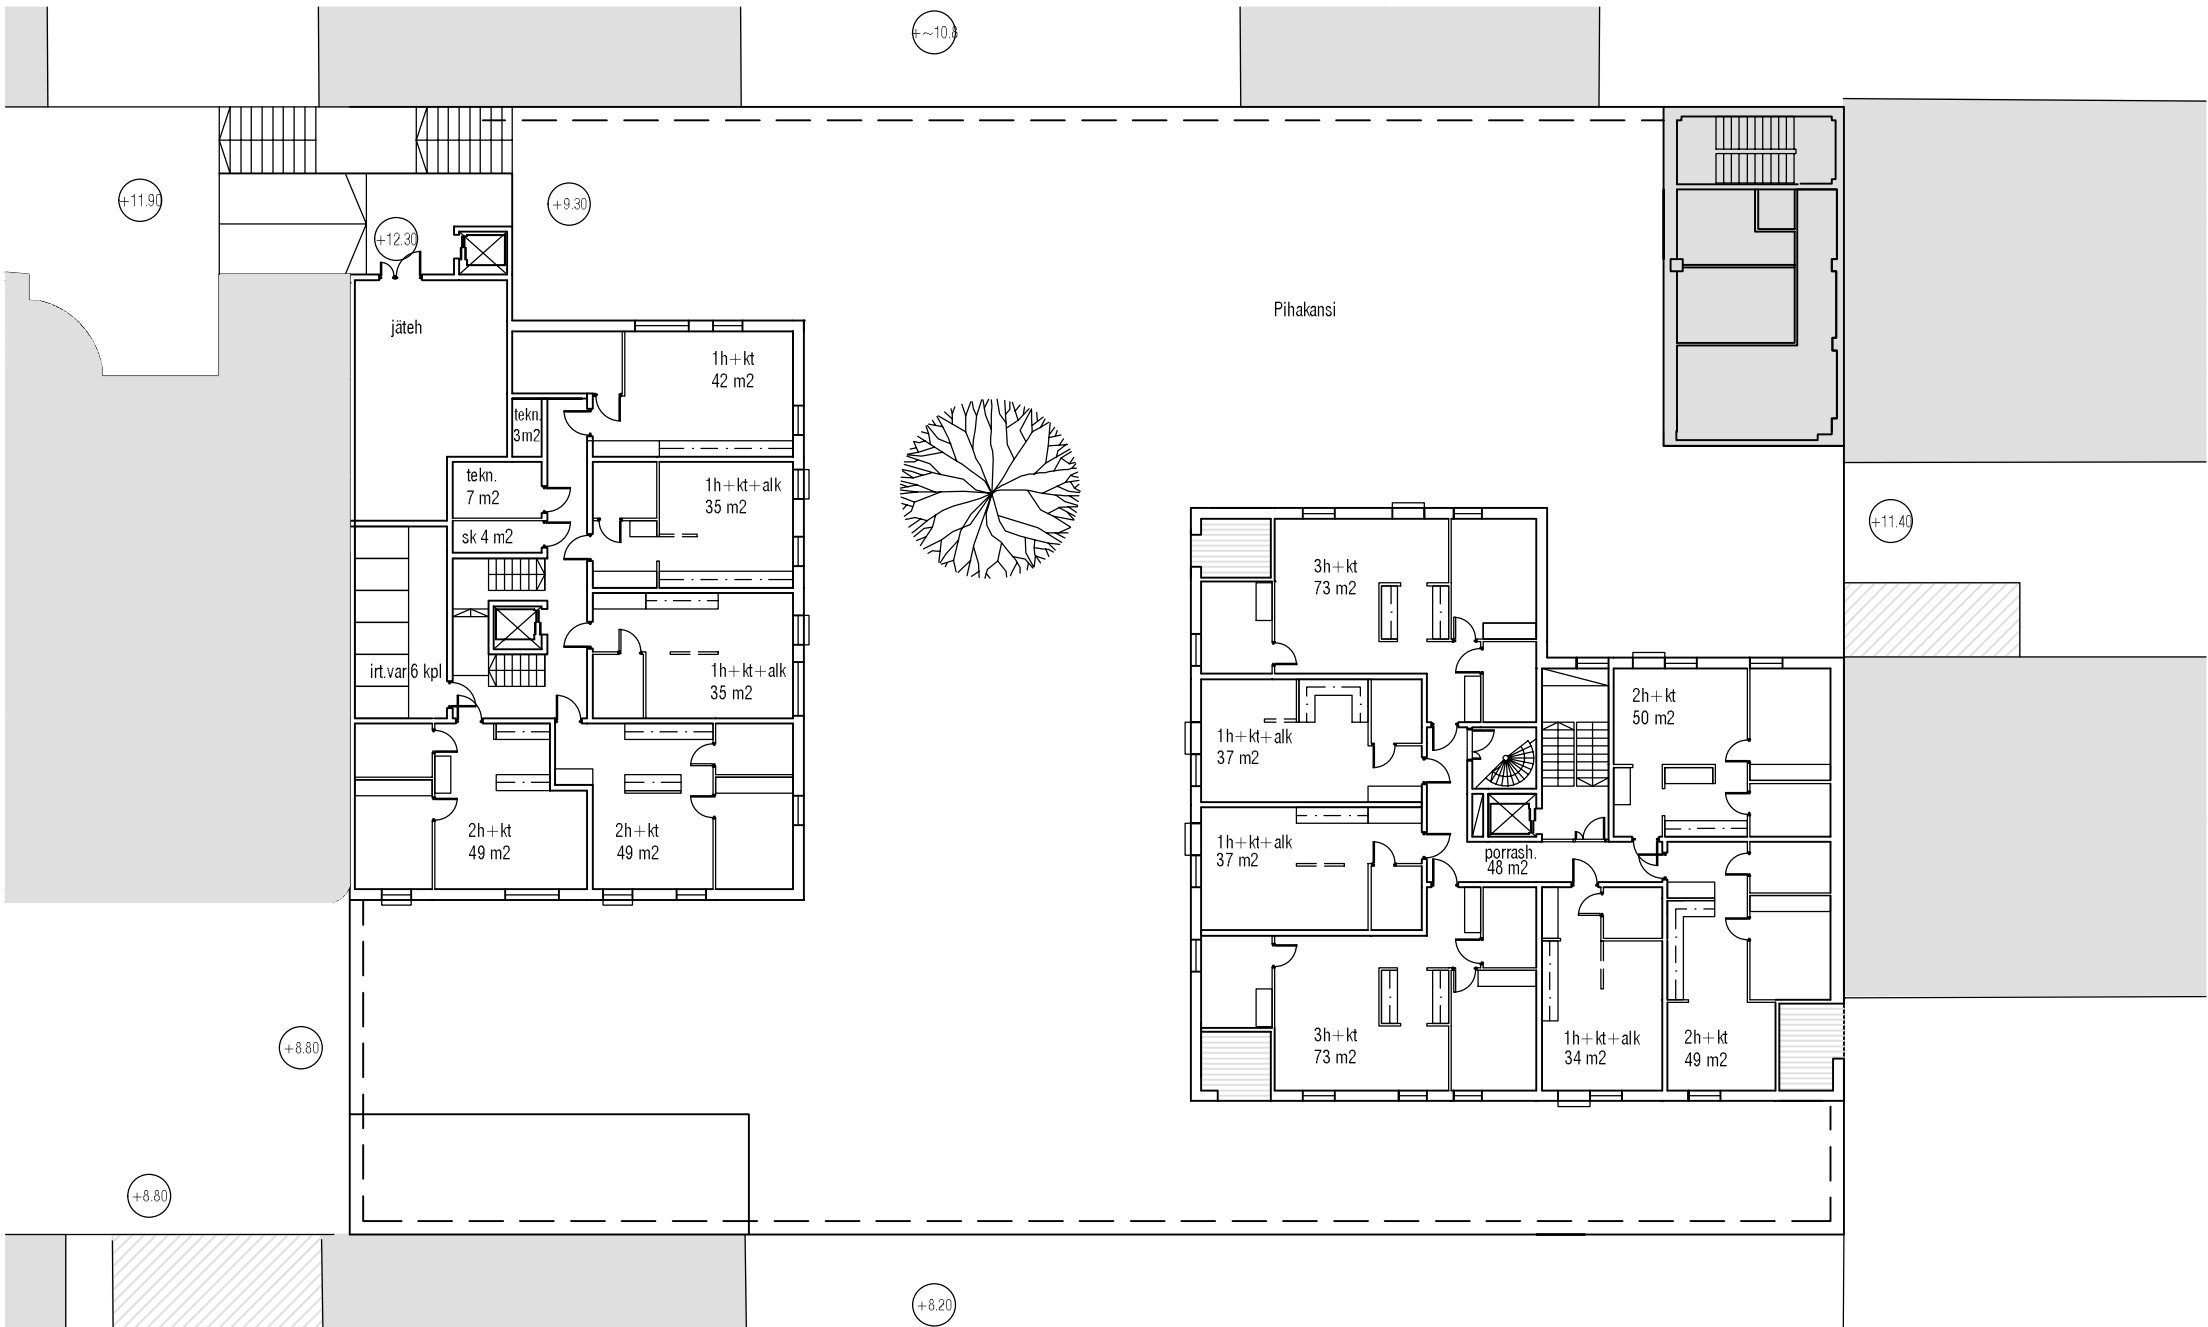 +~10.8
+11.90
+9.30
+12.30
Pihakansi
jäteh
1h+kt
42 m2
tekn.
3m2
tekn.
7 m2
1h+kt+alk
35 m2
sk 4 m2
+11.40
3h+kt
73 m2
irt.var 6 kpl
1h+kt+alk
35 m2
2h+kt
50 m2
1h+kt+alk
37 m2
2h+kt
49 m2
2h+kt
49 m2
1h+kt+alk
37 m2
porrash.
48 m2
+8.80
3h+kt
73 m2
1h+kt+alk
34 m2
2h+kt
49 m2
+8.80
+8.20